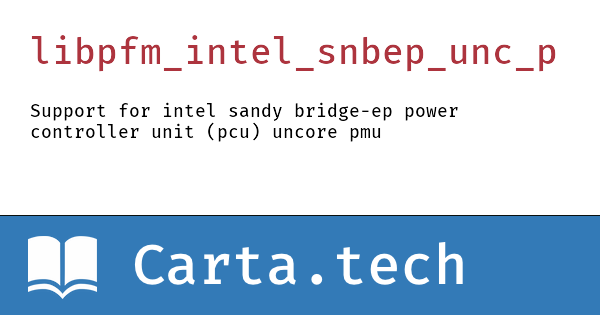 libpfm_intel_snbep_unc_p
Support for intel sandy bridge-ep power
controller unit (pcu) uncore pmu
Carta.tech